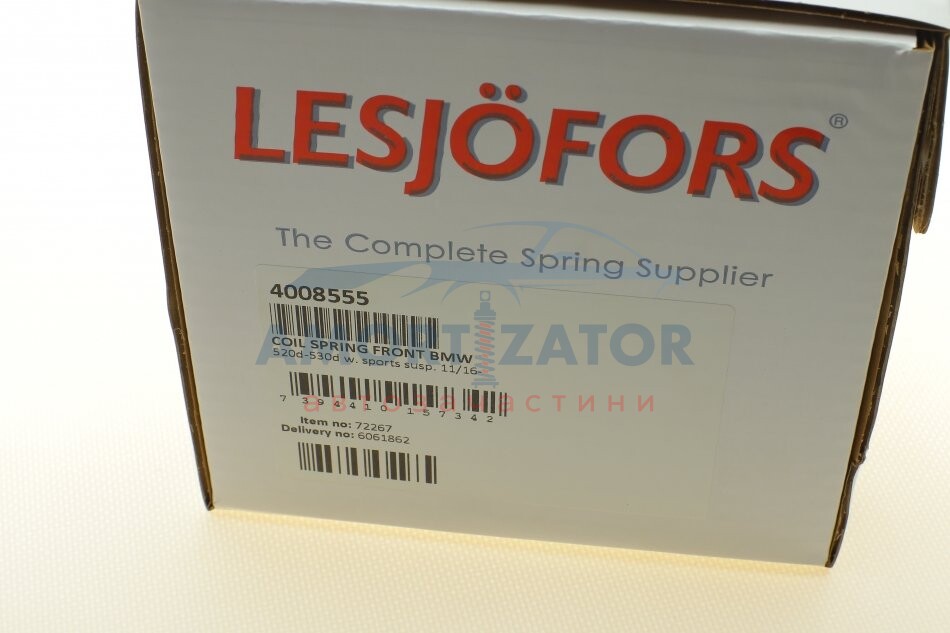 LESJÖFORS®
The Complete Spring Supplier
4008555
AMORTIZATOR
COIL SPRING FRONT BMW
520d-530d w. sports susp. 11/16-
автозапчастини
7 394410 157342
Item no: 72267
Delivery no: 6061862